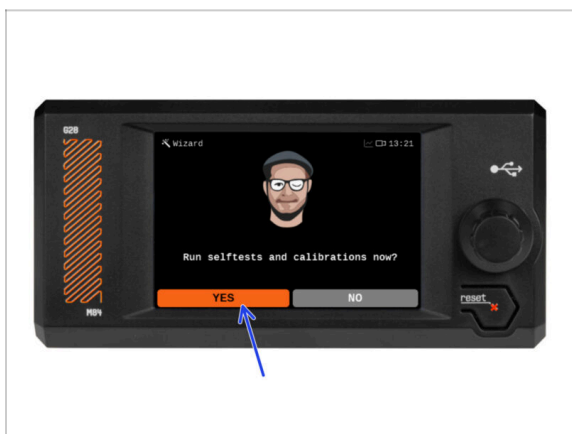 G28
Wizard
13:21
Run selftests and calibrations now?
YES
NO
reset
M84